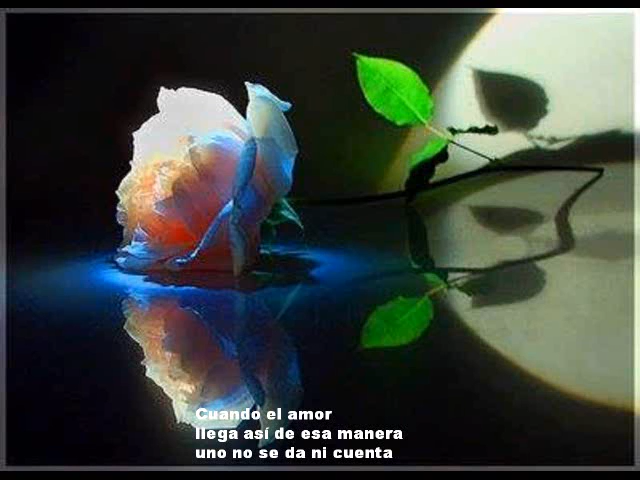 Cuando el amor
llega así de esa manera
uno no se da ni cuenta